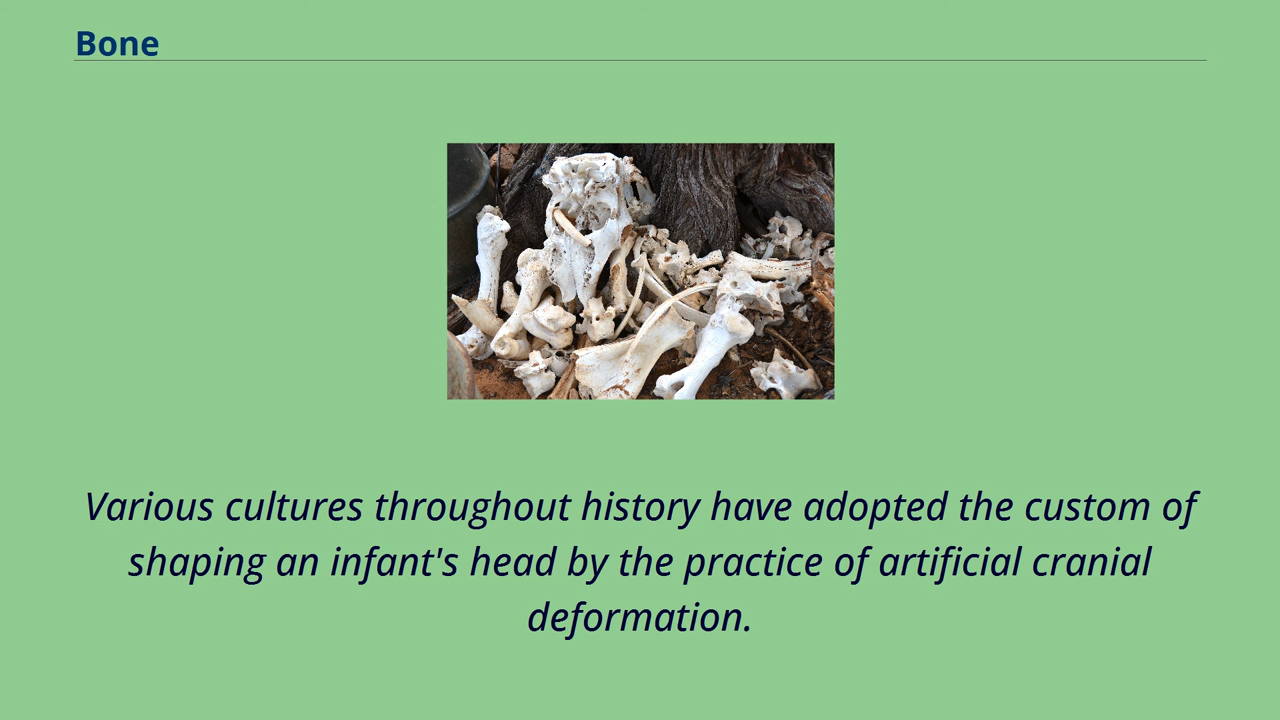 Bone
Various cultures throughout history have adopted the custom of
shaping an infant's head by the practice of artificial cranial
deformation.